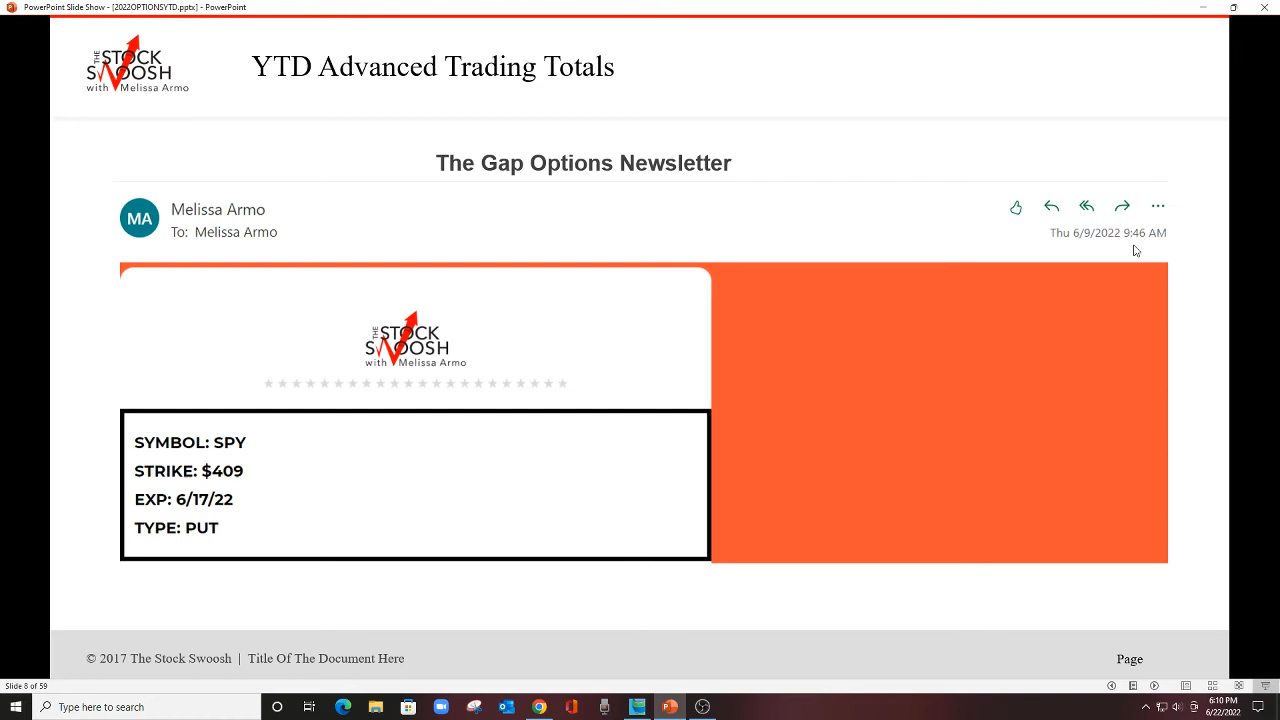 PowerPoint Slide Show - [2022OPTIONSYTD.pptx] - PowerPoint
THE STOCK SWOOSH
with Melissa Armo
YTD Advanced Trading Totals
The Gap Options Newsletter
MA
Melissa Armo
To: Melissa Armo
Thu 6/9/2022 9:46 AM
THE STOCK SWOOSH
with Melissa Armo
SYMBOL: SPY
STRIKE: $409
EXP: 6/17/22
TYPE: PUT
© 2017 The Stock Swoosh | Title Of The Document Here
Page
Slide 8 of 59
Type here to search
6:10 PM
6/22/2022